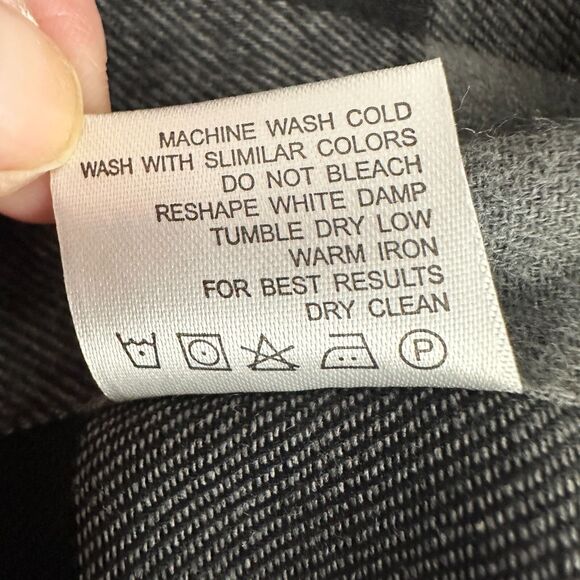 MACHINE WASH COLD
WASH WITH SLIMILAR COLORS
DO NOT BLEACH
RESHAPE WHITE DAMP
TUMBLE DRY LOW
WARM IRON
FOR BEST RESULTS
DRY CLEAN
P